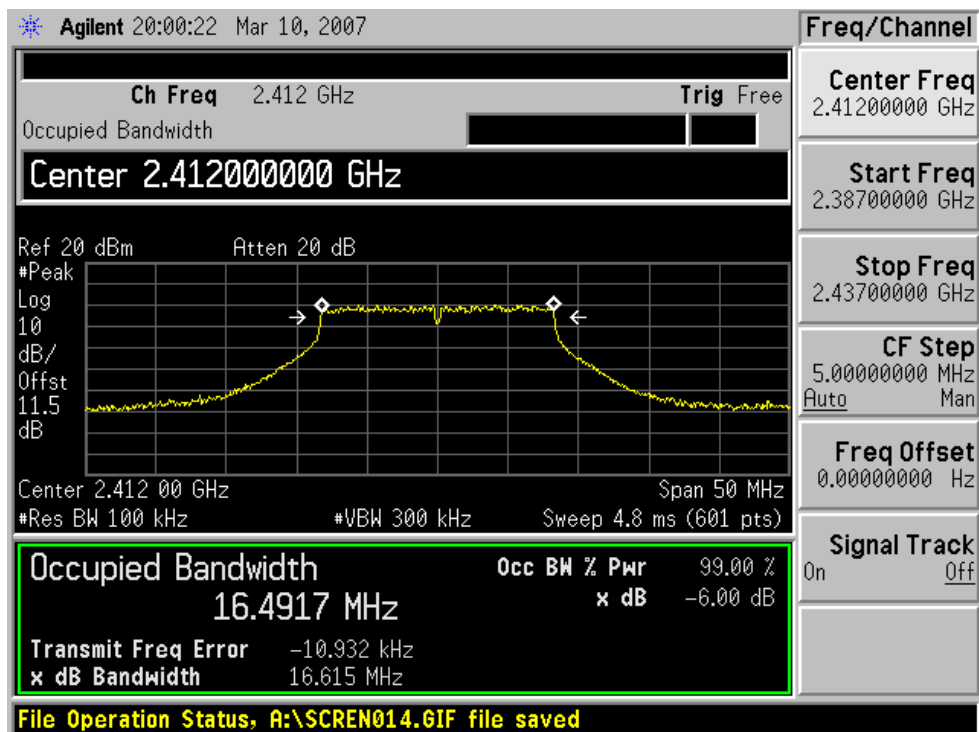 Agilent 20:00:22 Mar 10, 2007
Freq/Channel
Ch Freq 2.412 GHz Trig Free
Occupied Bandwidth
Center 2.412000000 GHz
Ref 20 dBm Atten 20 dB
#Peak
Log
10
dB/
Offst
11.5
dB
Center 2.412 00 GHz Span 50 MHz
#Res BW 100 kHz #VBW 300 kHz Sweep 4.8 ms (601 pts)
Occupied Bandwidth
16.4917 MHz
Occ BW % Pwr 99.00 %
x dB -6.00 dB
Transmit Freq Error -10.932 kHz
x dB Bandwidth 16.615 MHz
File Operation Status, A:\SCREN014.GIF file saved
Center Freq
2.41200000 GHz
Start Freq
2.38700000 GHz
Stop Freq
2.43700000 GHz
CF Step
5.00000000 MHz
Auto Man
Freq Offset
0.00000000 Hz
Signal Track
On Off